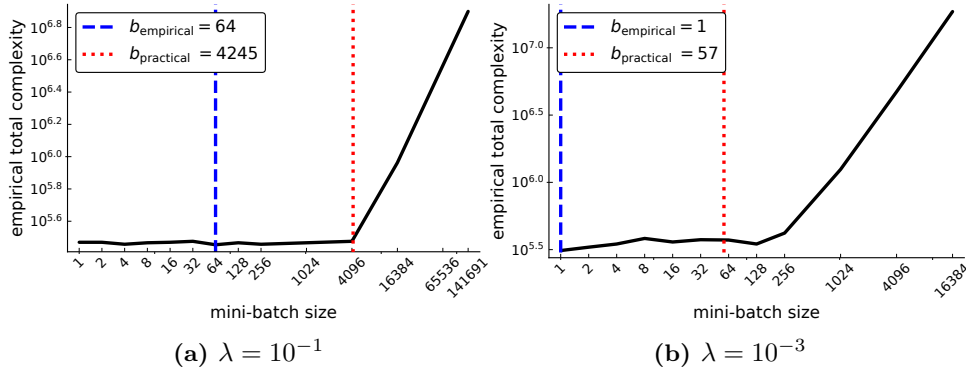 b_empirical = 64
b_practical = 4245
empirical total complexity
10^6.8
10^6.6
10^6.4
10^6.2
10^6.0
10^5.8
10^5.6
1 2 4 8 16 32 64 128 256 1024 4096 16384 65536 141691
mini-batch size
(a) λ = 10^−1
b_empirical = 1
b_practical = 57
empirical total complexity
10^7.0
10^6.5
10^6.0
10^5.5
1 2 4 8 16 32 64 128 256 1024 4096 16384
mini-batch size
(b) λ = 10^−3